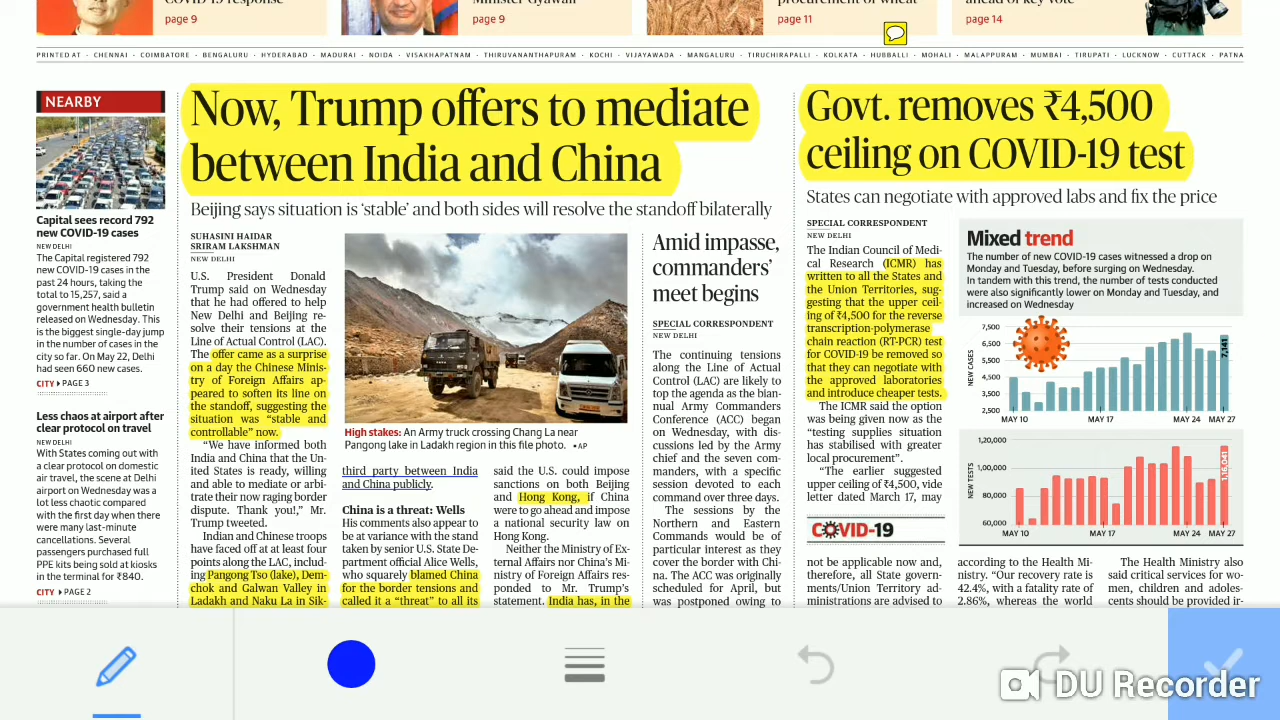 COVID-19 response
page 9
Minister Gyawali
page 9
procurement of wheat
page 11
ahead of key vote
page 14
PRINTED AT · CHENNAI · COIMBATORE · BENGALURU · HYDERABAD · MADURAI · NOIDA · VISAKHAPATNAM · THIRUVANANTHAPURAM · KOCHI · VIJAYAWADA · MANGALURU · TIRUCHIRAPALLI · KOLKATA · HUBBALLI · MOHALI · MALAPPURAM · MUMBAI · TIRUPATI · LUCKNOW · CUTTACK · PATNA
NEARBY
Capital sees record 792
new COVID-19 cases
NEW DELHI
The Capital registered 792
new COVID-19 cases in the
past 24 hours, taking the
total to 15,257, said a
government health bulletin
released on Wednesday. This
is the biggest single-day jump
in the number of cases in the
city so far. On May 22, Delhi
had seen 660 new cases.
CITY PAGE 3
Less chaos at airport after
clear protocol on travel
NEW DELHI
With States coming out with
a clear protocol on domestic
air travel, the scene at Delhi
airport on Wednesday was a
lot less chaotic compared
with the first day when there
were many last-minute
cancellations. Several
passengers purchased full
PPE kits being sold at kiosks
in the terminal for ₹840.
CITY PAGE 2
Now, Trump offers to mediate
between India and China
Beijing says situation is ‘stable’ and both sides will resolve the standoff bilaterally
SUHASINI HAIDAR
SRIRAM LAKSHMAN
NEW DELHI
U.S. President Donald
Trump said on Wednesday
that he had offered to help
New Delhi and Beijing re-
solve their tensions at the
Line of Actual Control (LAC).
The offer came as a surprise
on a day the Chinese Minis-
try of Foreign Affairs ap-
peared to soften its line on
the standoff, suggesting the
situation was “stable and
controllable” now.
“We have informed both
India and China that the Un-
ited States is ready, willing
and able to mediate or arbi-
trate their now raging border
dispute. Thank you!,” Mr.
Trump tweeted.
Indian and Chinese troops
have faced off at at least four
points along the LAC, includ-
ing Pangong Tso (lake), Dem-
chok and Galwan Valley in
Ladakh and Naku La in Sik-
High stakes: An Army truck crossing Chang La near
Pangong lake in Ladakh region in this file photo. •AP
third party between India
and China publicly.
China is a threat: Wells
His comments also appear to
be at variance with the stand
taken by senior U.S. State De-
partment official Alice Wells,
who squarely blamed China
for the border tensions and
called it a “threat” to all its
said the U.S. could impose
sanctions on both Beijing
and Hong Kong, if China
were to go ahead and impose
a national security law on
Hong Kong.
Neither the Ministry of Ex-
ternal Affairs nor China’s Mi-
nistry of Foreign Affairs res-
ponded to Mr. Trump’s
statement. India has, in the
Amid impasse,
commanders’
meet begins
SPECIAL CORRESPONDENT
NEW DELHI
The continuing tensions
along the Line of Actual
Control (LAC) are likely to
top the agenda as the bian-
nual Army Commanders
Conference (ACC) began
on Wednesday, with dis-
cussions led by the Army
chief and the seven com-
manders, with a specific
session devoted to each
command over three days.
The sessions by the
Northern and Eastern
Commands would be of
particular interest as they
cover the border with Chi-
na. The ACC was originally
scheduled for April, but
was postponed owing to
Govt. removes ₹4,500
ceiling on COVID-19 test
States can negotiate with approved labs and fix the price
SPECIAL CORRESPONDENT
NEW DELHI
The Indian Council of Medi-
cal Research (ICMR) has
written to all the States and
the Union Territories, sug-
gesting that the upper ceil-
ing of ₹4,500 for the reverse
transcription-polymerase
chain reaction (RT-PCR) test
for COVID be removed so
that they can negotiate with
the approved laboratories
and introduce cheaper tests.
The ICMR said the option
was being given now as the
“testing supplies situation
has stabilised with greater
local procurement”.
“The earlier suggested
upper ceiling of ₹4,500, vide
letter dated March 17, may
COVID-19
not be applicable now and,
therefore, all State govern-
ments/Union Territory ad-
ministrations are advised to
Mixed trend
The number of new COVID-19 cases witnessed a drop on
Monday and Tuesday, before surging on Wednesday.
In tandem with this trend, the number of tests conducted
were also significantly lower on Monday and Tuesday, and
increased on Wednesday
NEW CASES
7,500
6,500
5,500
4,500
3,500
2,500
7,141
MAY 10 MAY 17 MAY 24 MAY 27
NEW TESTS
1,20,000
1,00,000
80,000
60,000
1,16,041
MAY 10 MAY 17 MAY 24 MAY 27
according to the Health Mi-
nistry. “Our recovery rate is
42.4%, with a fatality rate of
2.86%, whereas the world
The Health Ministry also
said critical services for wo-
men, children and adoles-
cents should be provided ir-
DU Recorder